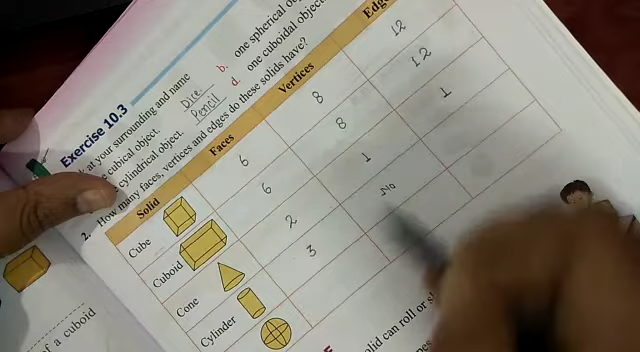 Exercise 10.3
at your surrounding and name
cubical object. Dice b. one spherical
cylindrical object. Pencil d. one cuboidal object.
2. How many faces, vertices and edges do these solids have?
Solid Faces Vertices Edge
Cube 6 8 12
Cuboid 6 8 12
Cone 2 1 1
Cylinder 3 No
f a cuboid
olid can roll or